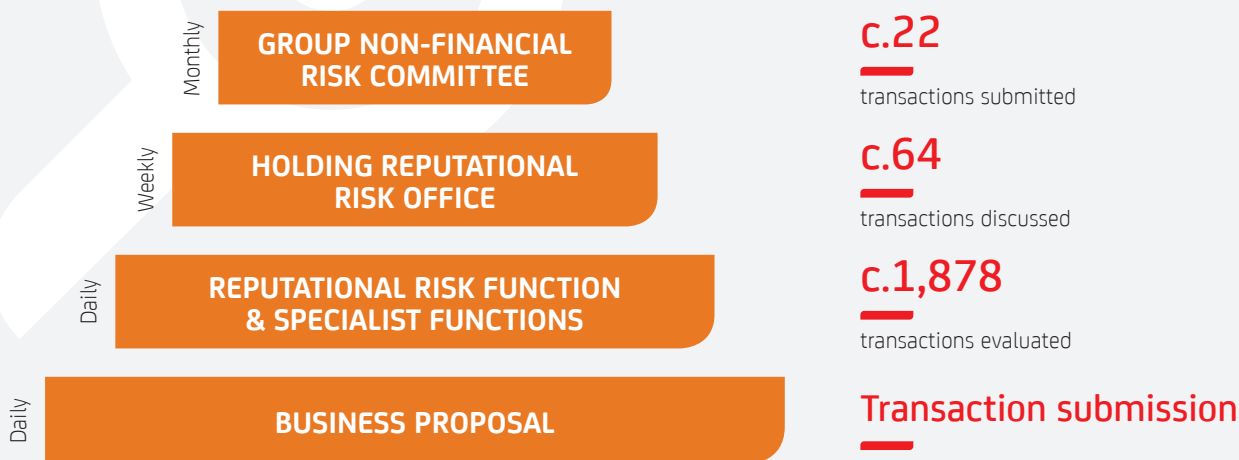 Monthly
GROUP NON-FINANCIAL
RISK COMMITTEE
c.22
transactions submitted
Weekly
HOLDING REPUTATIONAL
RISK OFFICE
c.64
transactions discussed
Daily
REPUTATIONAL RISK FUNCTION
& SPECIALIST FUNCTIONS
c.1,878
transactions evaluated
Daily
BUSINESS PROPOSAL
Transaction submission